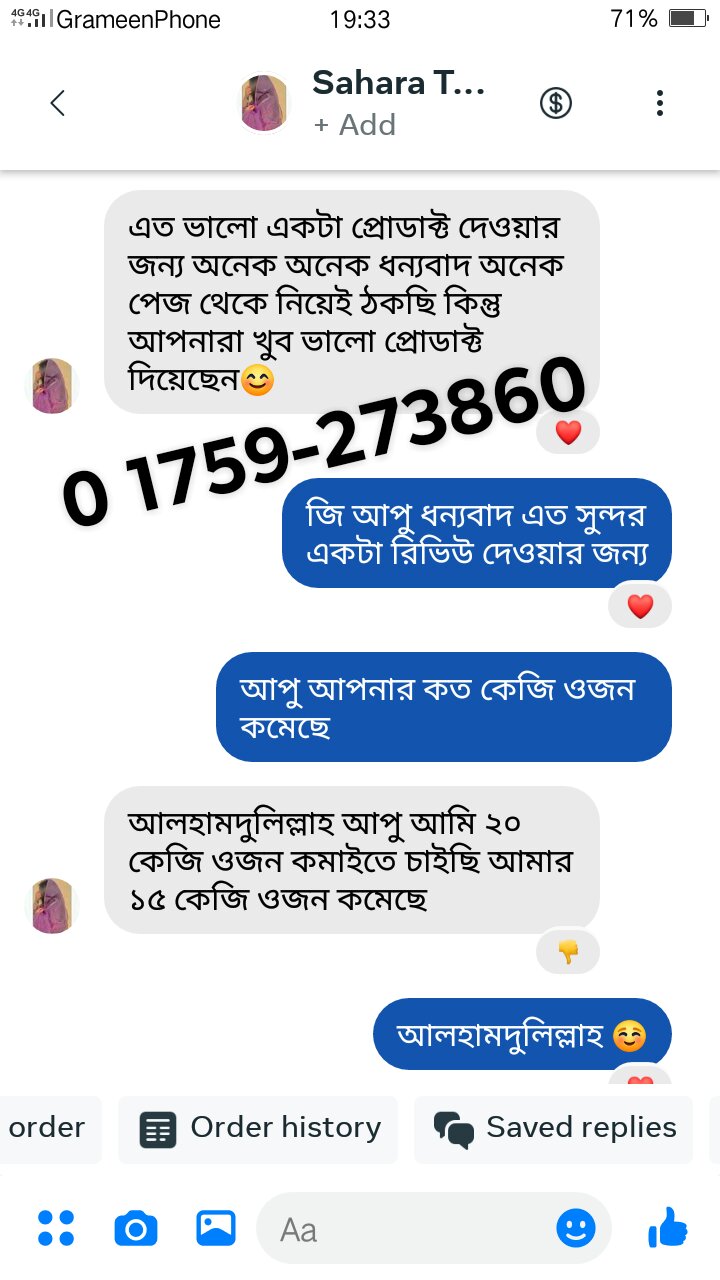 4G 4G GrameenPhone 19:33 71%
Sahara T...
+ Add
এত ভালো একটা প্রোডাক্ট দেওয়ার
জন্য অনেক অনেক ধন্যবাদ অনেক
পেজ থেকে নিয়েই ঠকছি কিন্তু
আপনারা খুব ভালো প্রোডাক্ট
দিয়েছেন😊
0 1759-273860
জি আপু ধন্যবাদ এত সুন্দর
একটা রিভিউ দেওয়ার জন্য
আপু আপনার কত কেজি ওজন
কমেছে
আলহামদুলিল্লাহ আপু আমি ২০
কেজি ওজন কমাইতে চাইছি আমার
১৫ কেজি ওজন কমেছে
আলহামদুলিল্লাহ ☺️
order Order history Saved replies
Aa